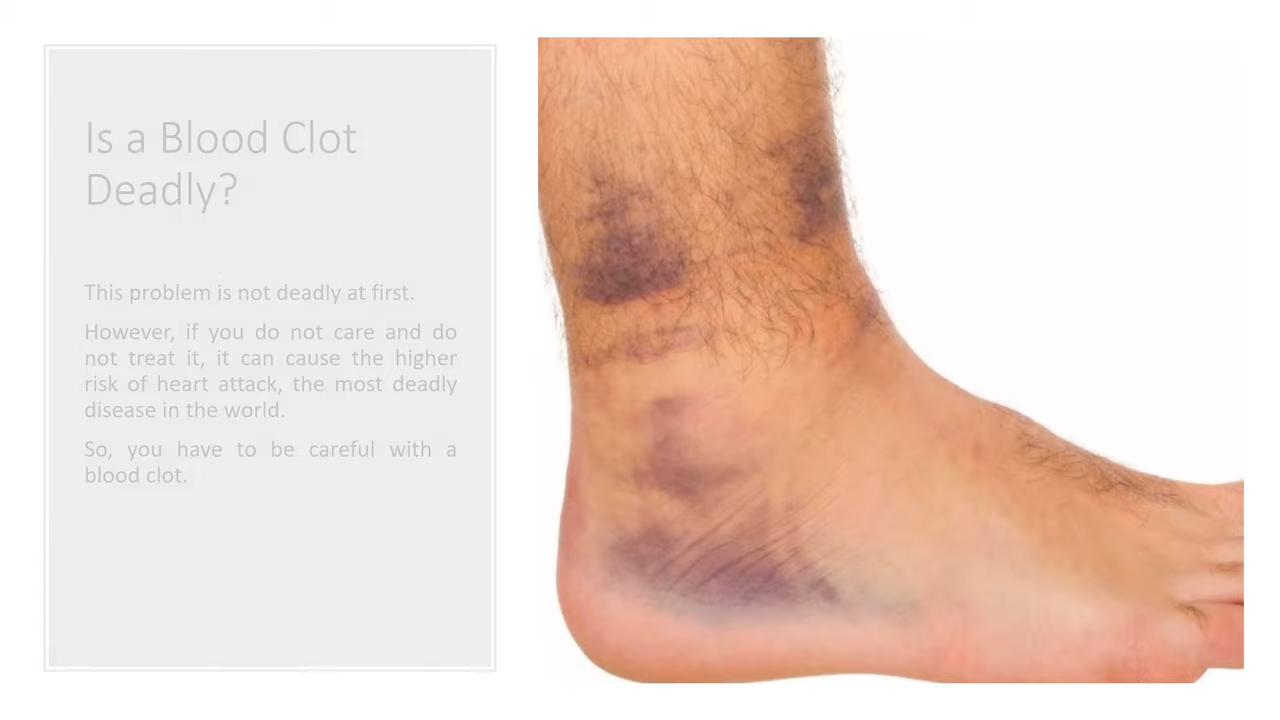 Is a Blood Clot
Deadly?
This problem is not deadly at first.
However, if you do not care and do
not treat it, it can cause the higher
risk of heart attack, the most deadly
disease in the world.
So, you have to be careful with a
blood clot.